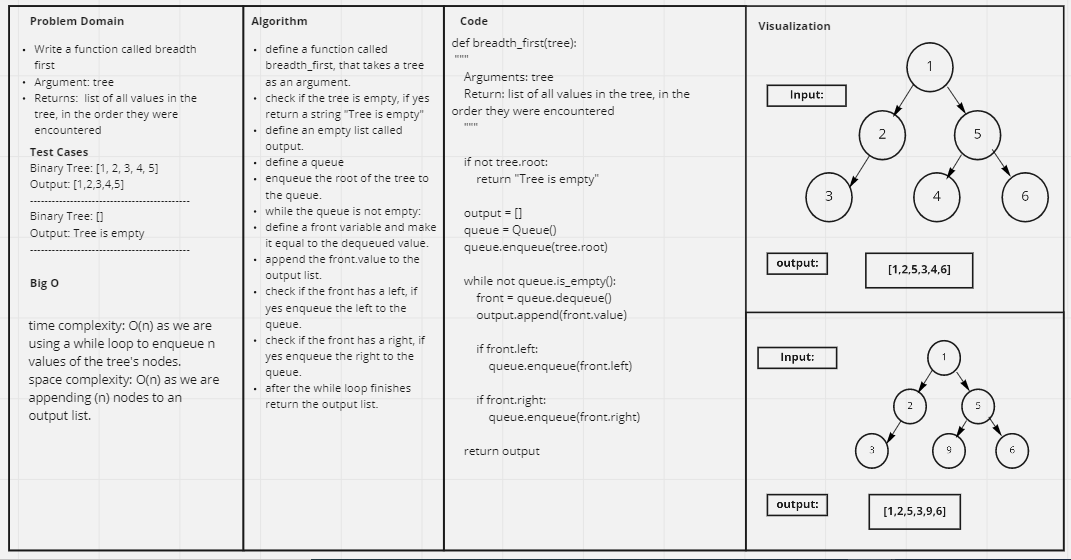 Problem Domain
• Write a function called breadth
first
• Argument: tree
• Returns: list of all values in the
tree, in the order they were
encountered
Test Cases
Binary Tree: [1, 2, 3, 4, 5]
Output: [1,2,3,4,5]
----------------------------------------
Binary Tree: []
Output: Tree is empty
----------------------------------------
Big O
time complexity: O(n) as we are
using a while loop to enqueue n
values of the tree's nodes.
space complexity: O(n) as we are
appending (n) nodes to an
output list.
Algorithm
• define a function called
breadth_first, that takes a tree
as an argument.
• check if the tree is empty, if yes
return a string "Tree is empty"
• define an empty list called
output.
• define a queue
• enqueue the root of the tree to
the queue.
• while the queue is not empty:
• define a front variable and make
it equal to the dequeued value.
• append the front.value to the
output list.
• check if the front has a left, if
yes enqueue the left to the
queue.
• check if the front has a right, if
yes enqueue the right to the
queue.
• after the while loop finishes
return the output list.
Code
def breadth_first(tree):
"""
Arguments: tree
Return: list of all values in the tree, in the
order they were encountered
"""
if not tree.root:
return "Tree is empty"
output = []
queue = Queue()
queue.enqueue(tree.root)
while not queue.is_empty():
front = queue.dequeue()
output.append(front.value)
if front.left:
queue.enqueue(front.left)
if front.right:
queue.enqueue(front.right)
return output
Visualization
Input:
1
2 5
3 4 6
output:
[1,2,5,3,4,6]
Input:
1
2 5
3 9 6
output:
[1,2,5,3,9,6]